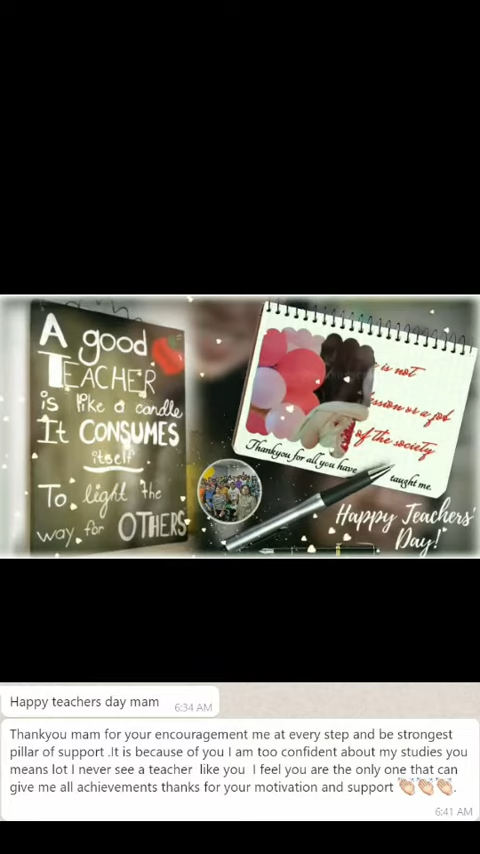 A good
TEACHER
is like a candle
It CONSUMES
itself
To light the
way for OTHERS
is not
or a job
of the society
Thankyou for all you have taught me.
Happy Teachers'
Day!
Happy teachers day mam
6:34 AM
Thankyou mam for your encouragement me at every step and be strongest
pillar of support .It is because of you I am too confident about my studies you
means lot I never see a teacher like you I feel you are the only one that can
give me all achievements thanks for your motivation and support 👏🏻👏🏻👏🏻.
6:41 AM